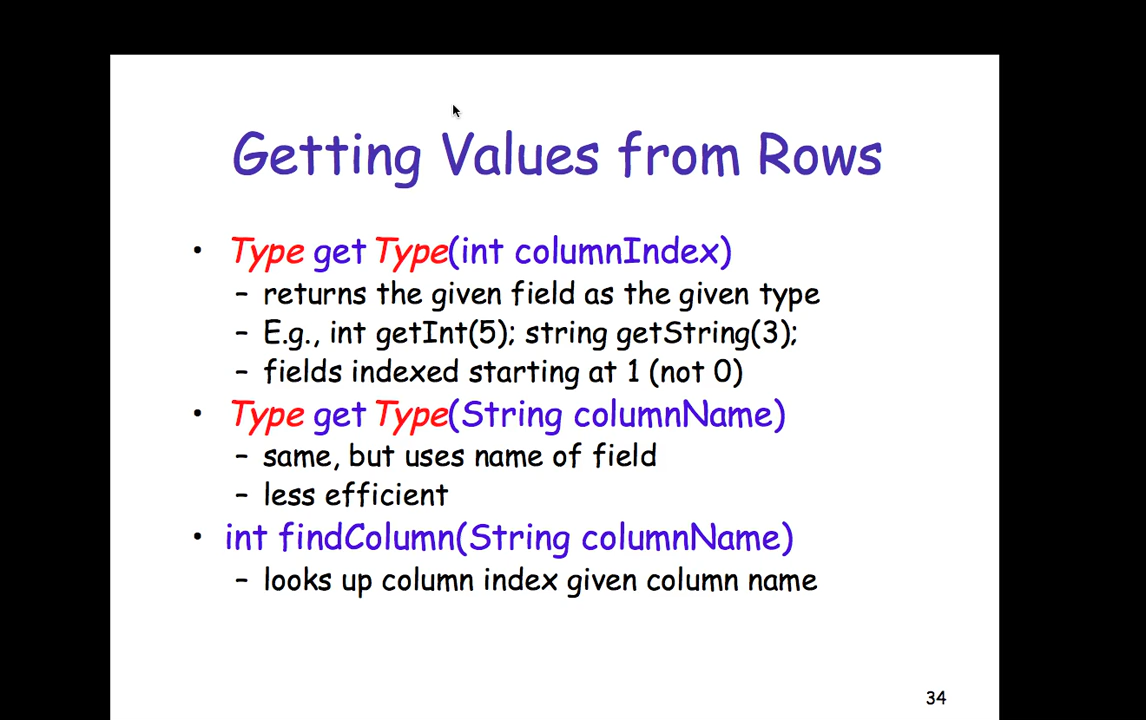 Getting Values from Rows
• Type get Type(int columnIndex)
– returns the given field as the given type
– E.g., int getInt(5); string getString(3);
– fields indexed starting at 1 (not 0)
• Type get Type(String columnName)
– same, but uses name of field
– less efficient
• int findColumn(String columnName)
– looks up column index given column name
34